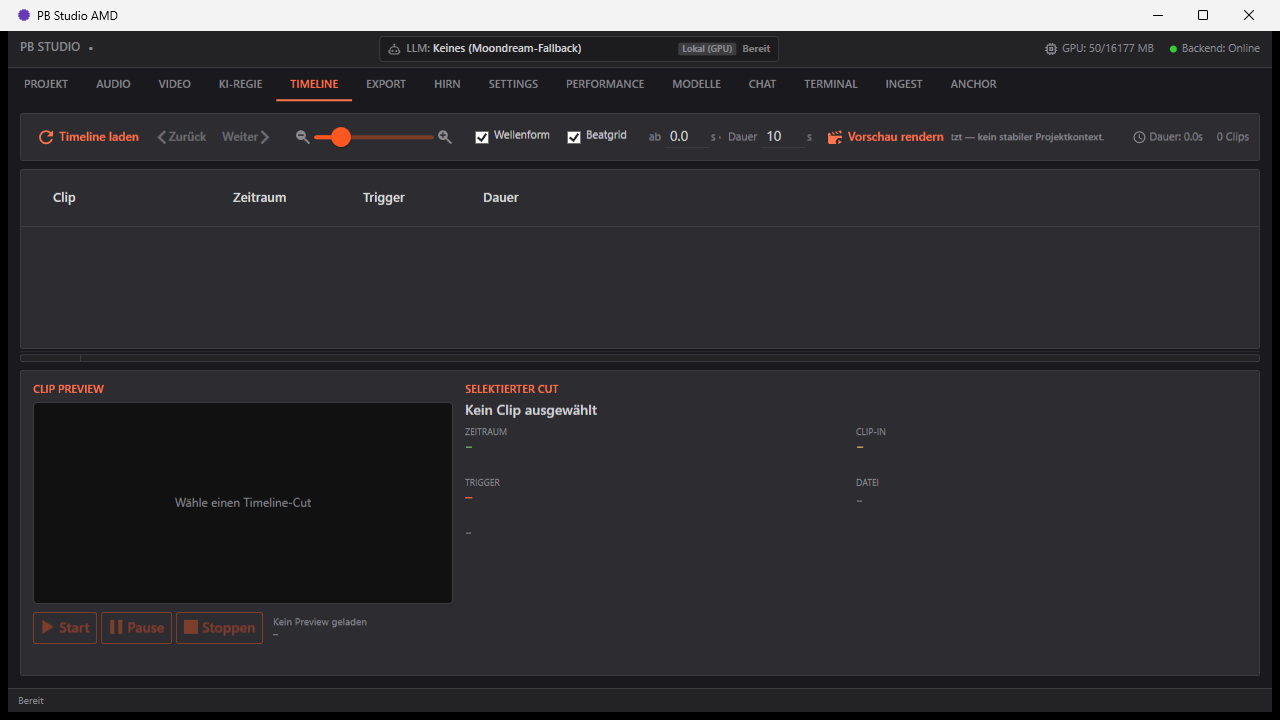 PB Studio AMD
PB STUDIO
LLM: Keines (Moondream-Fallback) Lokal (GPU) Bereit
GPU: 50/16177 MB Backend: Online
PROJEKT AUDIO VIDEO KI-REGIE TIMELINE EXPORT HIRN SETTINGS PERFORMANCE MODELLE CHAT TERMINAL INGEST ANCHOR
Timeline laden Zurück Weiter Wellenform Beatgrid ab 0.0 s · Dauer 10 s Vorschau rendern tzt — kein stabiler Projektkontext. Dauer: 0.0s 0 Clips
Clip Zeitraum Trigger Dauer
CLIP PREVIEW
Wähle einen Timeline-Cut
Start Pause Stoppen
Kein Preview geladen
–
SELEKTIERTER CUT
Kein Clip ausgewählt
ZEITRAUM CLIP-IN
– –
TRIGGER DATEI
– –
–
Bereit